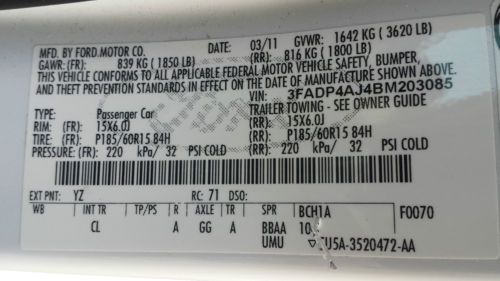 MFD. BY FORD MOTOR CO. DATE: 03/11 GVWR: 1642 KG (3620 LB)
GAWR: (FR): 839 KG (1850 LB) (RR): 816 KG (1800 LB)
THIS VEHICLE CONFORMS TO ALL APPLICABLE FEDERAL MOTOR VEHICLE SAFETY, BUMPER,
AND THEFT PREVENTION STANDARDS IN EFFECT ON THE DATE OF MANUFACTURE SHOWN ABOVE.
VIN: 3FADP4AJ4BM203085
TYPE: Passenger Car TRAILER TOWING - SEE OWNER GUIDE
RIM: (FR): 15X6.0J (RR): 15X6.0J
TIRE: (FR): P185/60R15 84H (RR): P185/60R15 84H
PRESSURE: (FR): 220 kPa/ 32 PSI COLD (RR): 220 kPa/ 32 PSI COLD
EXT PNT: YZ RC: 71 DSO:
WB INT TR TP/PS R AXLE TR SPR BCH1A F0070
CL A GG A BBAA
UMU ▽ 5A-3520472-AA